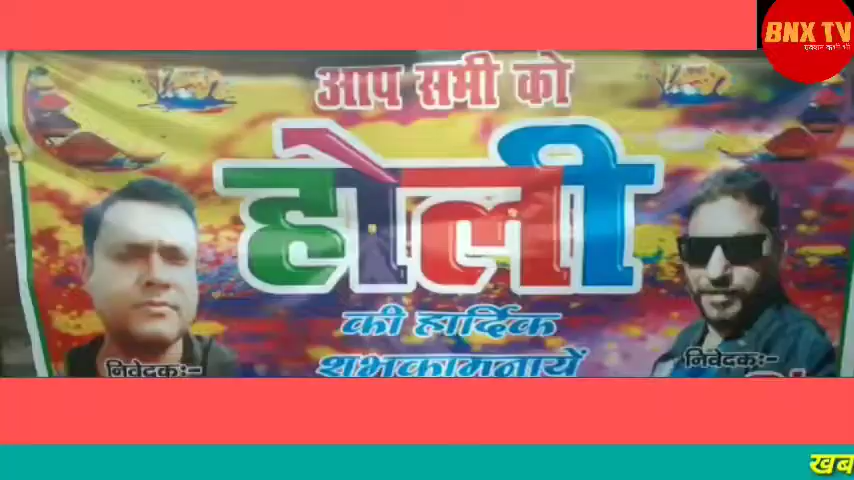 BNX TV
आप सभी को
होली
की हार्दिक
शुभकामनायें
निवेदकः-
निवेदकः-
खब